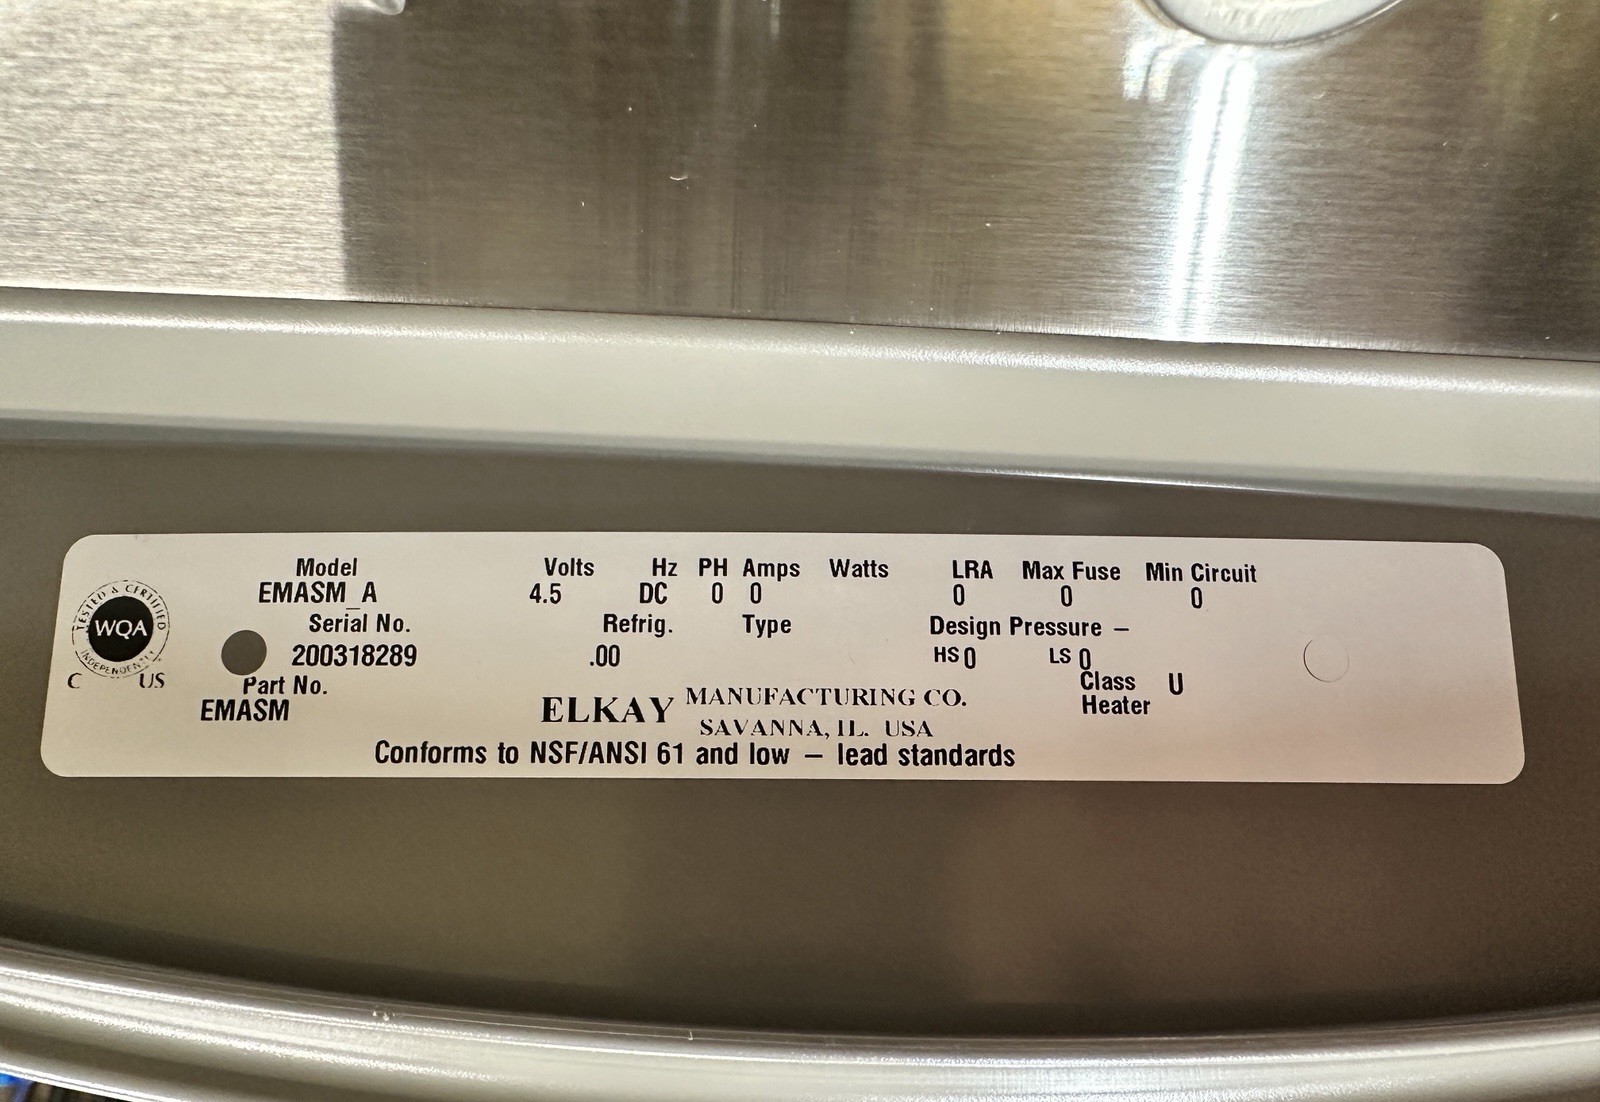 Model Volts Hz PH Amps Watts LRA Max Fuse Min Circuit
EMASM_A 4.5 DC 0 0 0 0 0
Serial No. Refrig. Type Design Pressure –
200318289 .00 HS 0 LS 0
Part No. Class U
EMASM Heater
ELKAY MANUFACTURING CO.
SAVANNA, IL. USA
Conforms to NSF/ANSI 61 and low – lead standards
TESTED & CERTIFIED
WQA
INDEPENDENTLY
C US